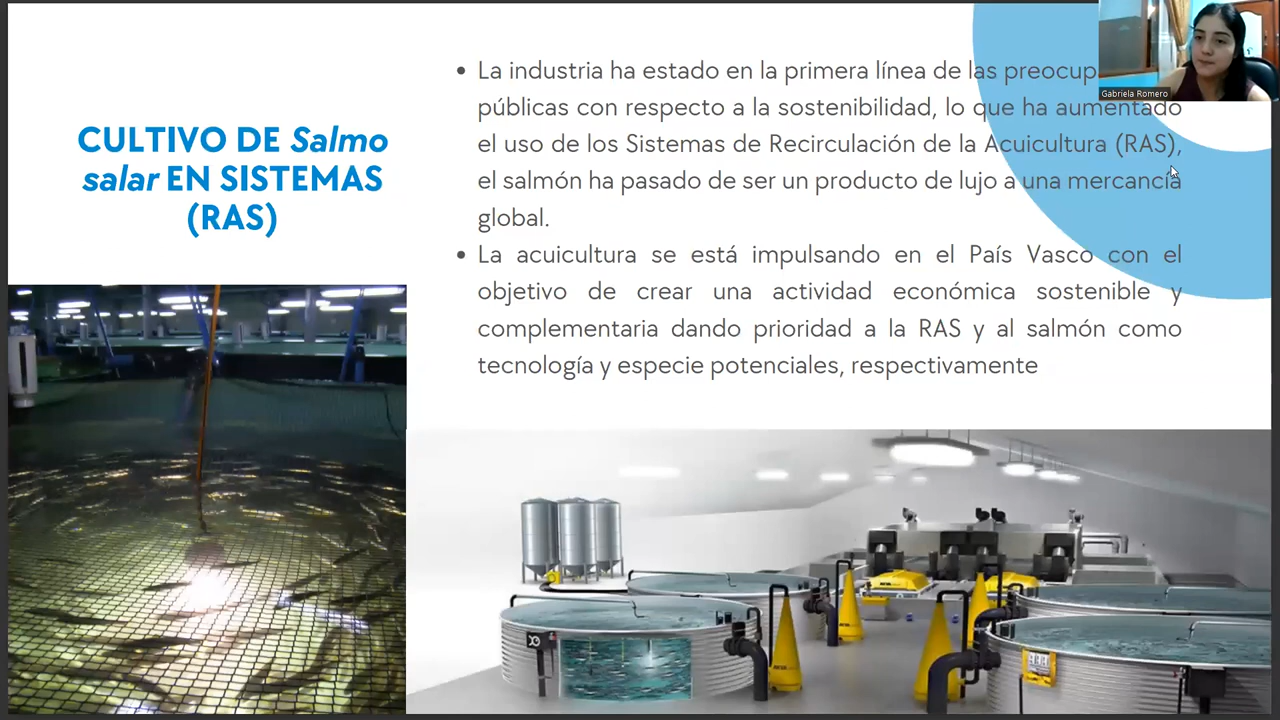 CULTIVO DE Salmo
salar EN SISTEMAS
(RAS)
• La industria ha estado en la primera línea de las
públicas con respecto a la sostenibilidad, lo que ha aumentado
el uso de los Sistemas de Recirculación de la Acuicultura (RAS),
el salmón ha pasado de ser un producto de lujo a una mercancía
global.
• La acuicultura se está impulsando en el País Vasco con el
objetivo de crear una actividad económica sostenible y
complementaria dando prioridad a la RAS y al salmón como
tecnología y especie potenciales, respectivamente
Gabriela Romero